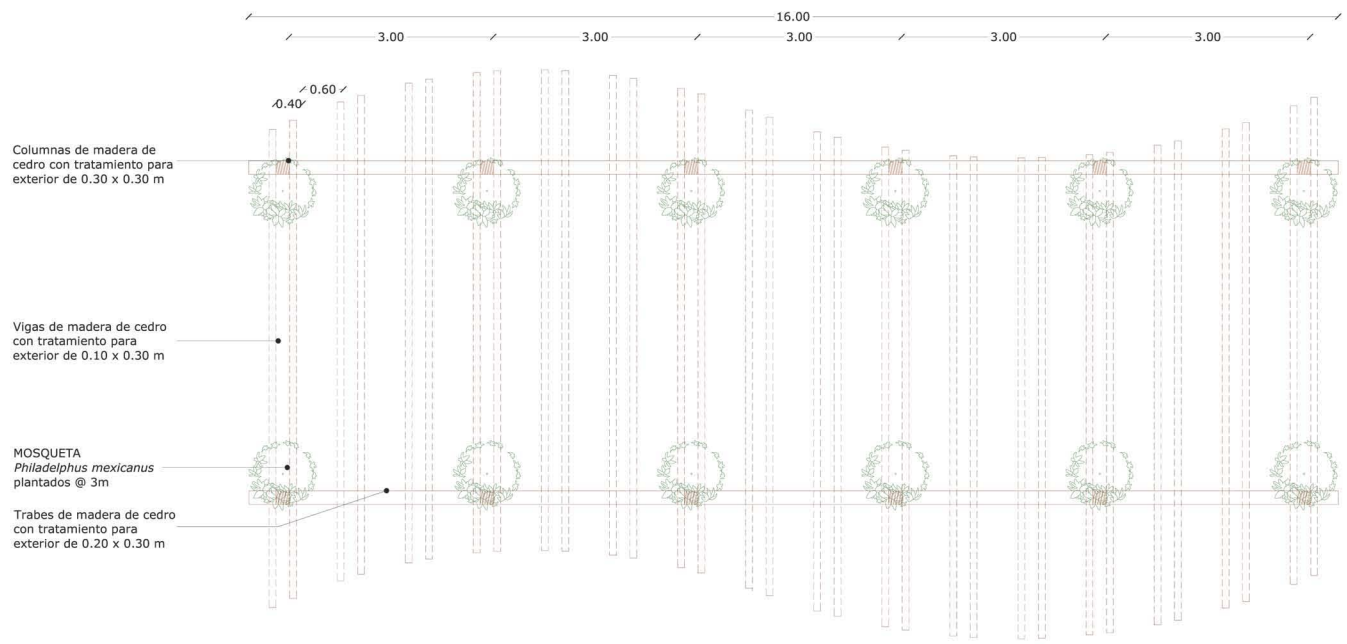 16.00
3.00
3.00
3.00
3.00
3.00
0.60
0.40
Columnas de madera de
cedro con tratamiento para
exterior de 0.30 x 0.30 m
Vigas de madera de cedro
con tratamiento para
exterior de 0.10 x 0.30 m
MOSQUETA
Philadelphus mexicanus
plantados @ 3m
Trabes de madera de cedro
con tratamiento para
exterior de 0.20 x 0.30 m